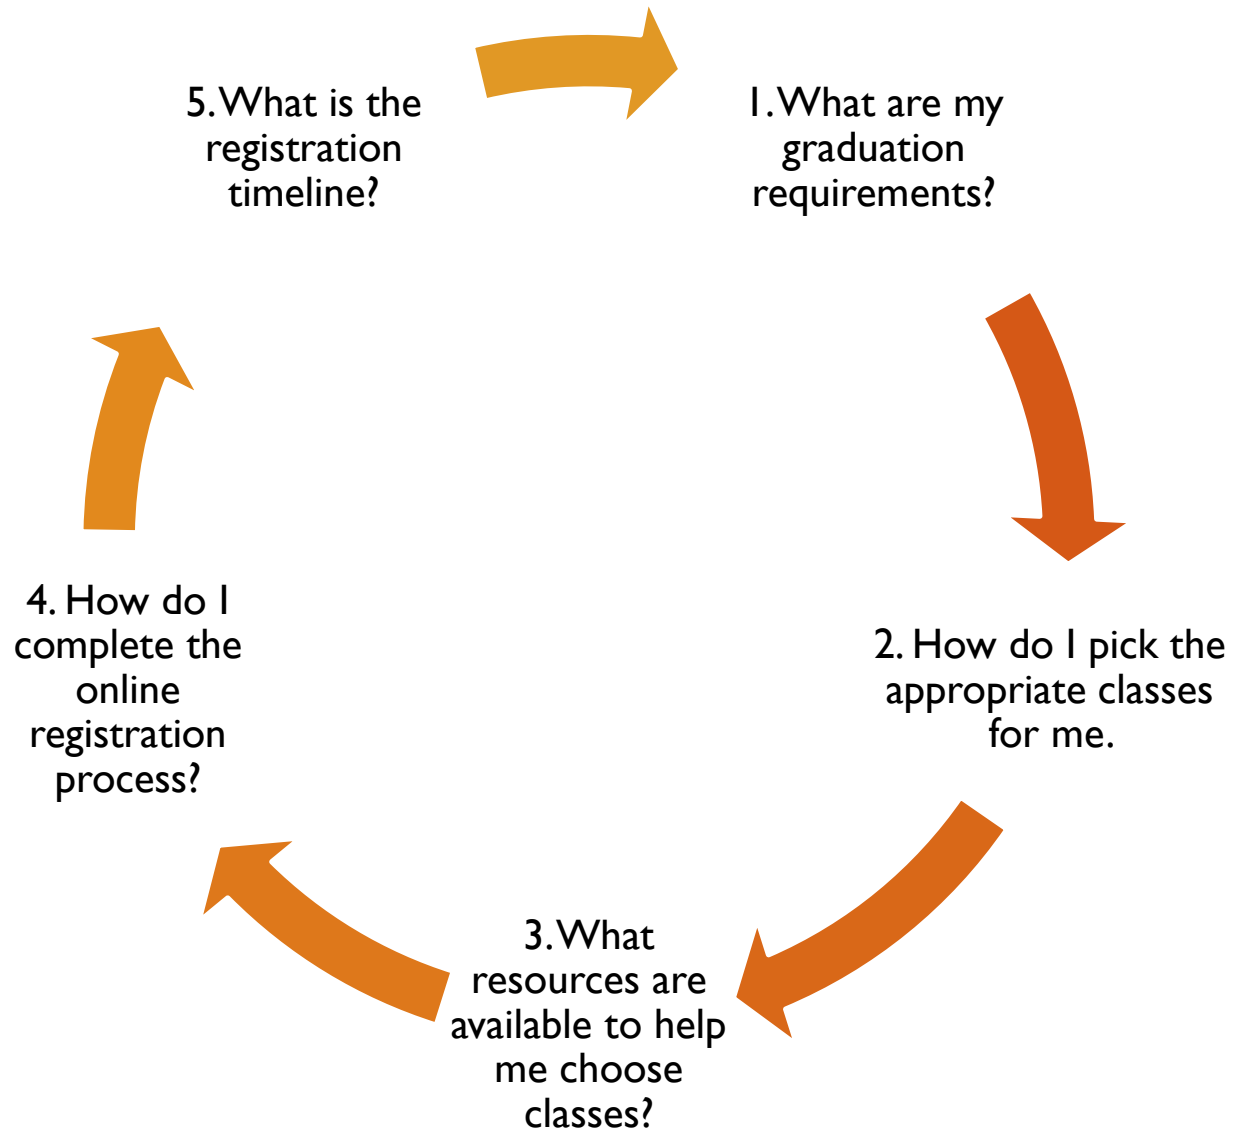 1. What are my
graduation
requirements?
2. How do I pick the
appropriate classes
for me.
3. What
resources are
available to help
me choose
classes?
4. How do I
complete the
online
registration
process?
5. What is the
registration
timeline?